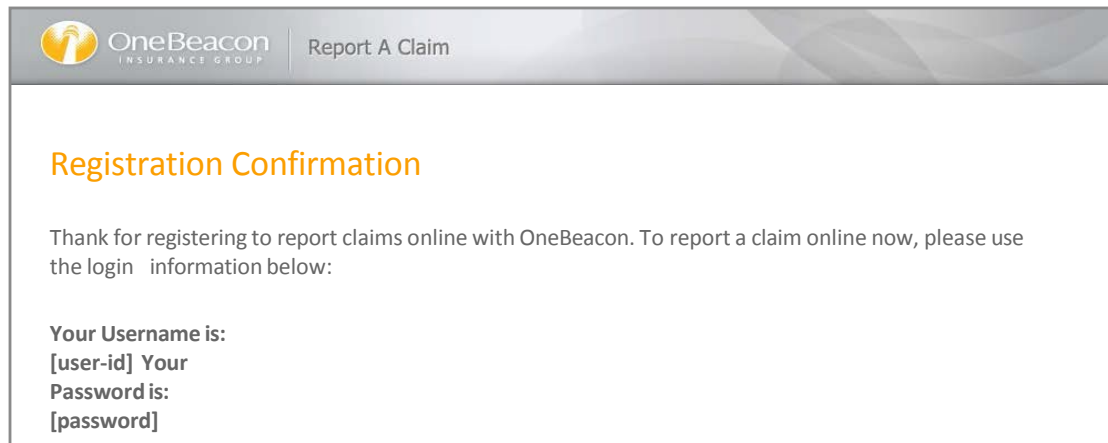 OneBeacon
INSURANCE GROUP
Report A Claim
Registration Confirmation
Thank for registering to report claims online with OneBeacon. To report a claim online now, please use
the login information below:
Your Username is:
[user-id] Your
Password is:
[password]